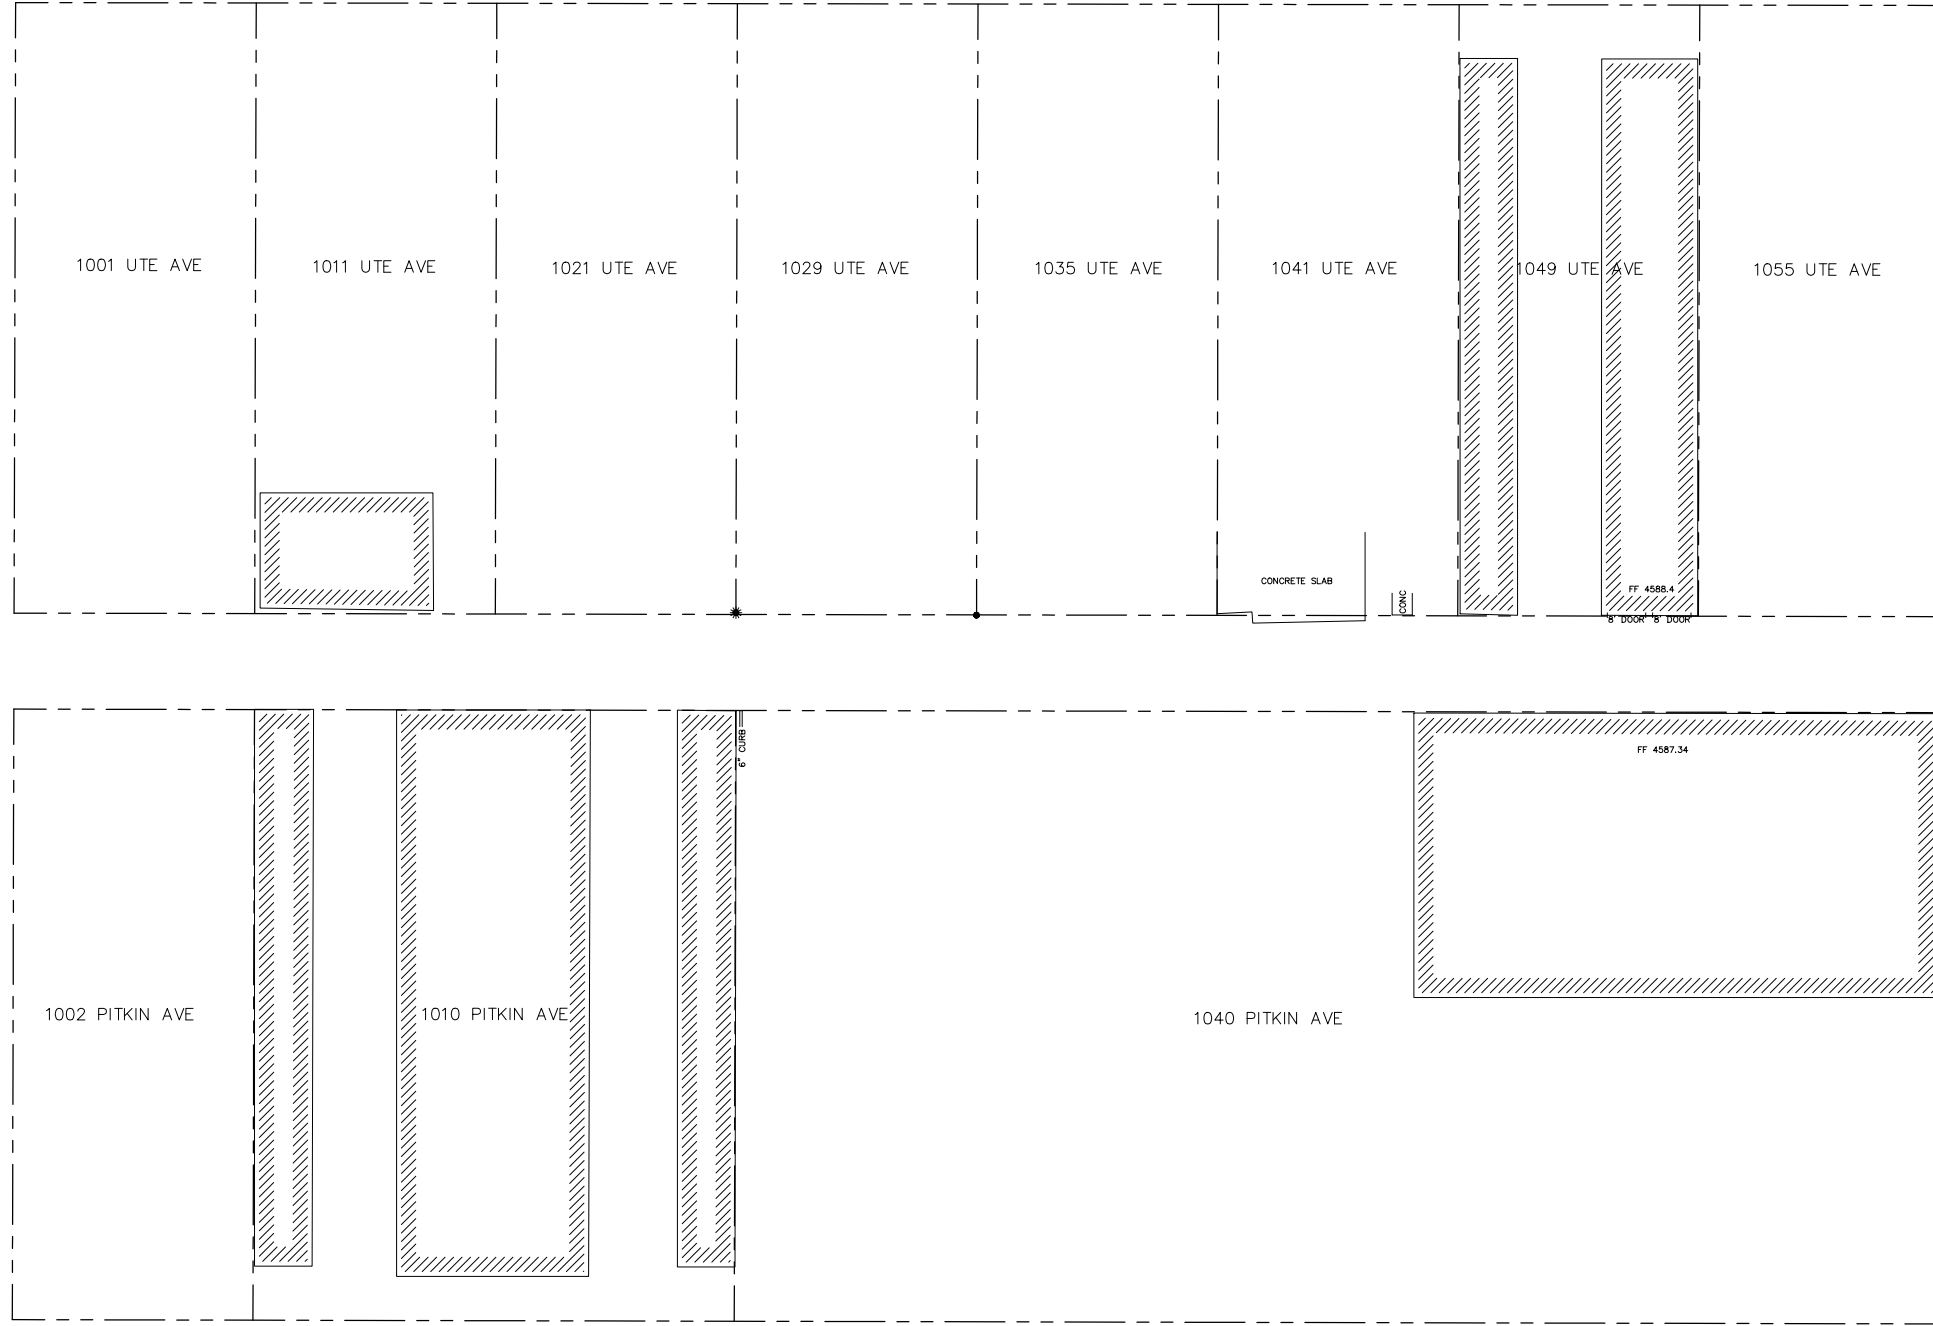 1001 UTE AVE
1011 UTE AVE
1021 UTE AVE
1029 UTE AVE
1035 UTE AVE
1041 UTE AVE
1049 UTE AVE
1055 UTE AVE
CONCRETE SLAB
CONC
FF 4588.4
8' DOOR
8' DOOR
6" CURB
FF 4587.34
1002 PITKIN AVE
1010 PITKIN AVE
1040 PITKIN AVE